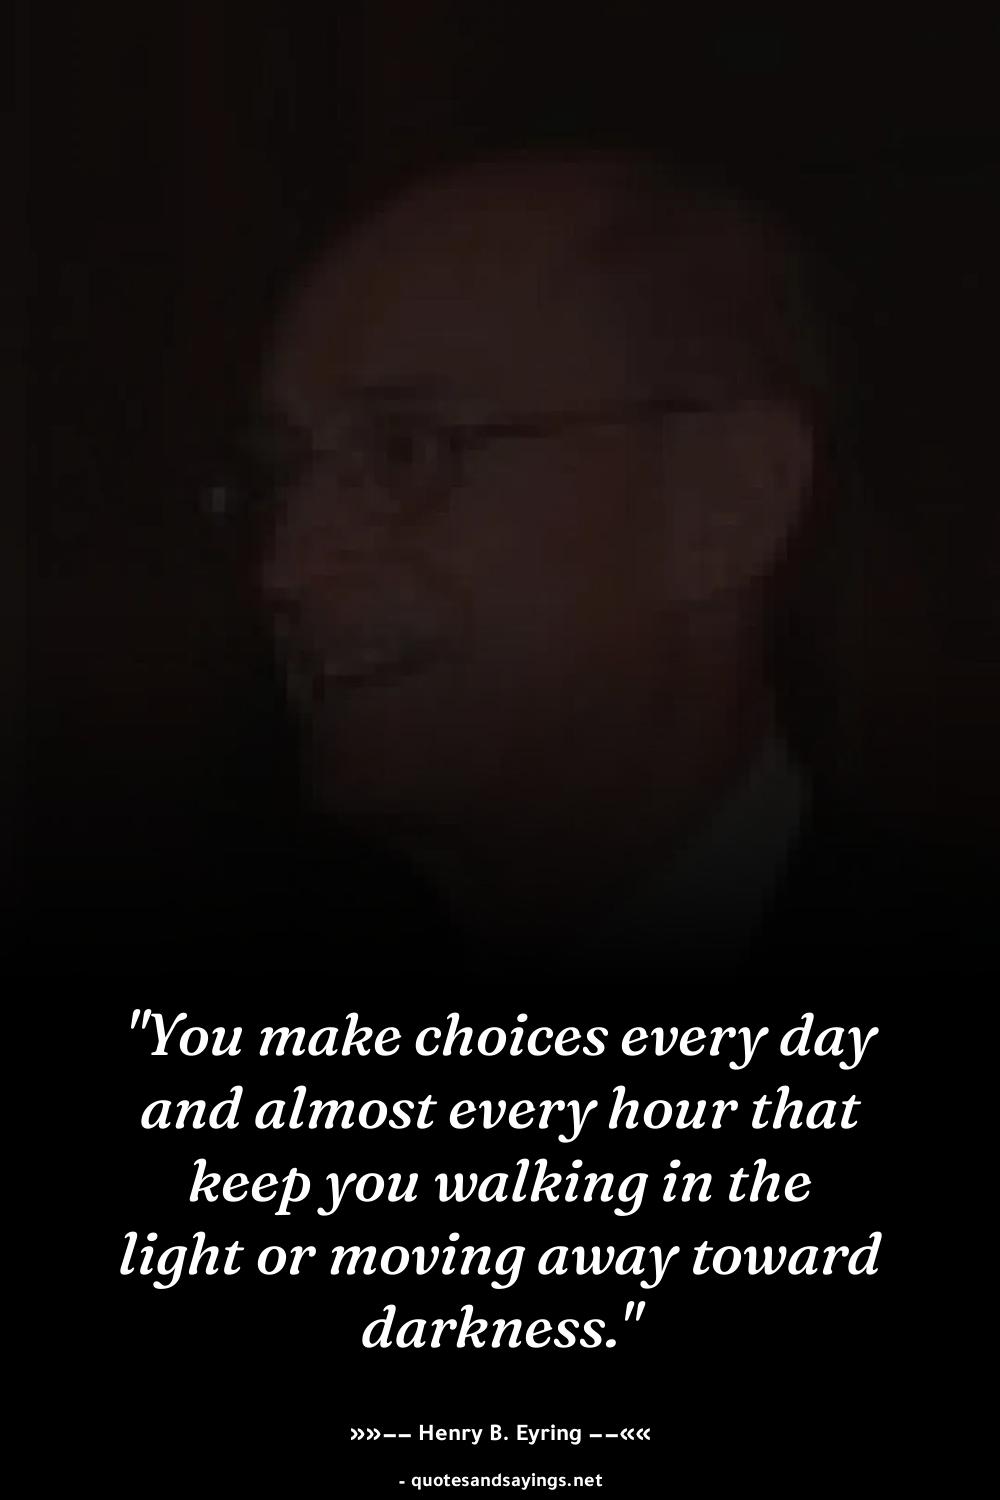 "You make choices every day
and almost every hour that
keep you walking in the
light or moving away toward
darkness."
»»−− Henry B. Eyring −−««
- quotesandsayings.net